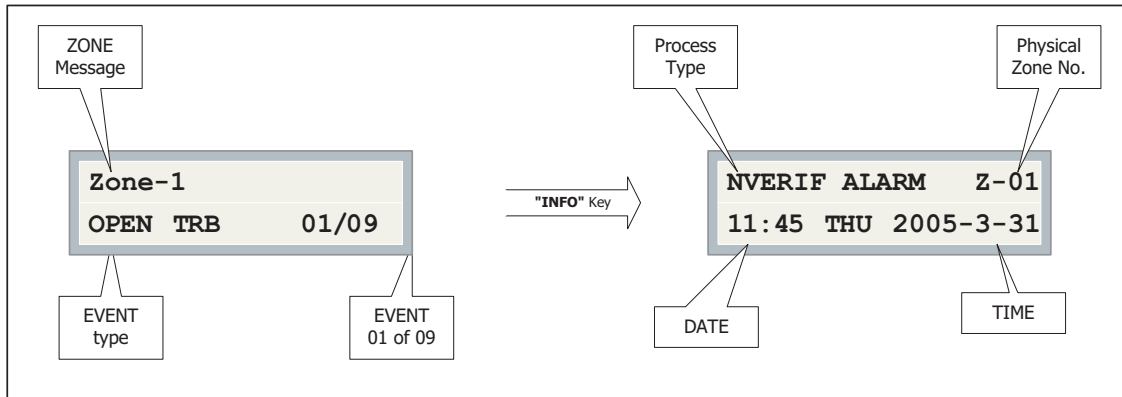 ZONE
Message
Process
Type
Physical
Zone No.
Zone-1
OPEN TRB 01/09
"INFO" Key
NVERIF ALARM Z-01
11:45 THU 2005-3-31
EVENT
type
EVENT
01 of 09
DATE
TIME